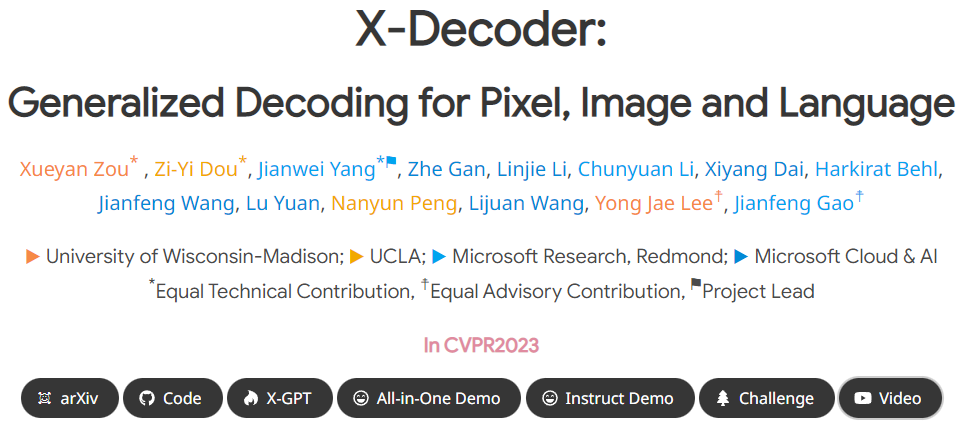 X-Decoder:
Generalized Decoding for Pixel, Image and Language
Xueyan Zou*, Zi-Yi Dou*, Jianwei Yang*⚑, Zhe Gan, Linjie Li, Chunyuan Li, Xiyang Dai, Harkirat Behl,
Jianfeng Wang, Lu Yuan, Nanyun Peng, Lijuan Wang, Yong Jae Lee☨, Jianfeng Gao☨
▶ University of Wisconsin-Madison; ▶ UCLA; ▶ Microsoft Research, Redmond; ▶ Microsoft Cloud & AI
*Equal Technical Contribution, ☨Equal Advisory Contribution, ⚑Project Lead
In CVPR2023
arXiv Code X-GPT All-in-One Demo Instruct Demo Challenge Video